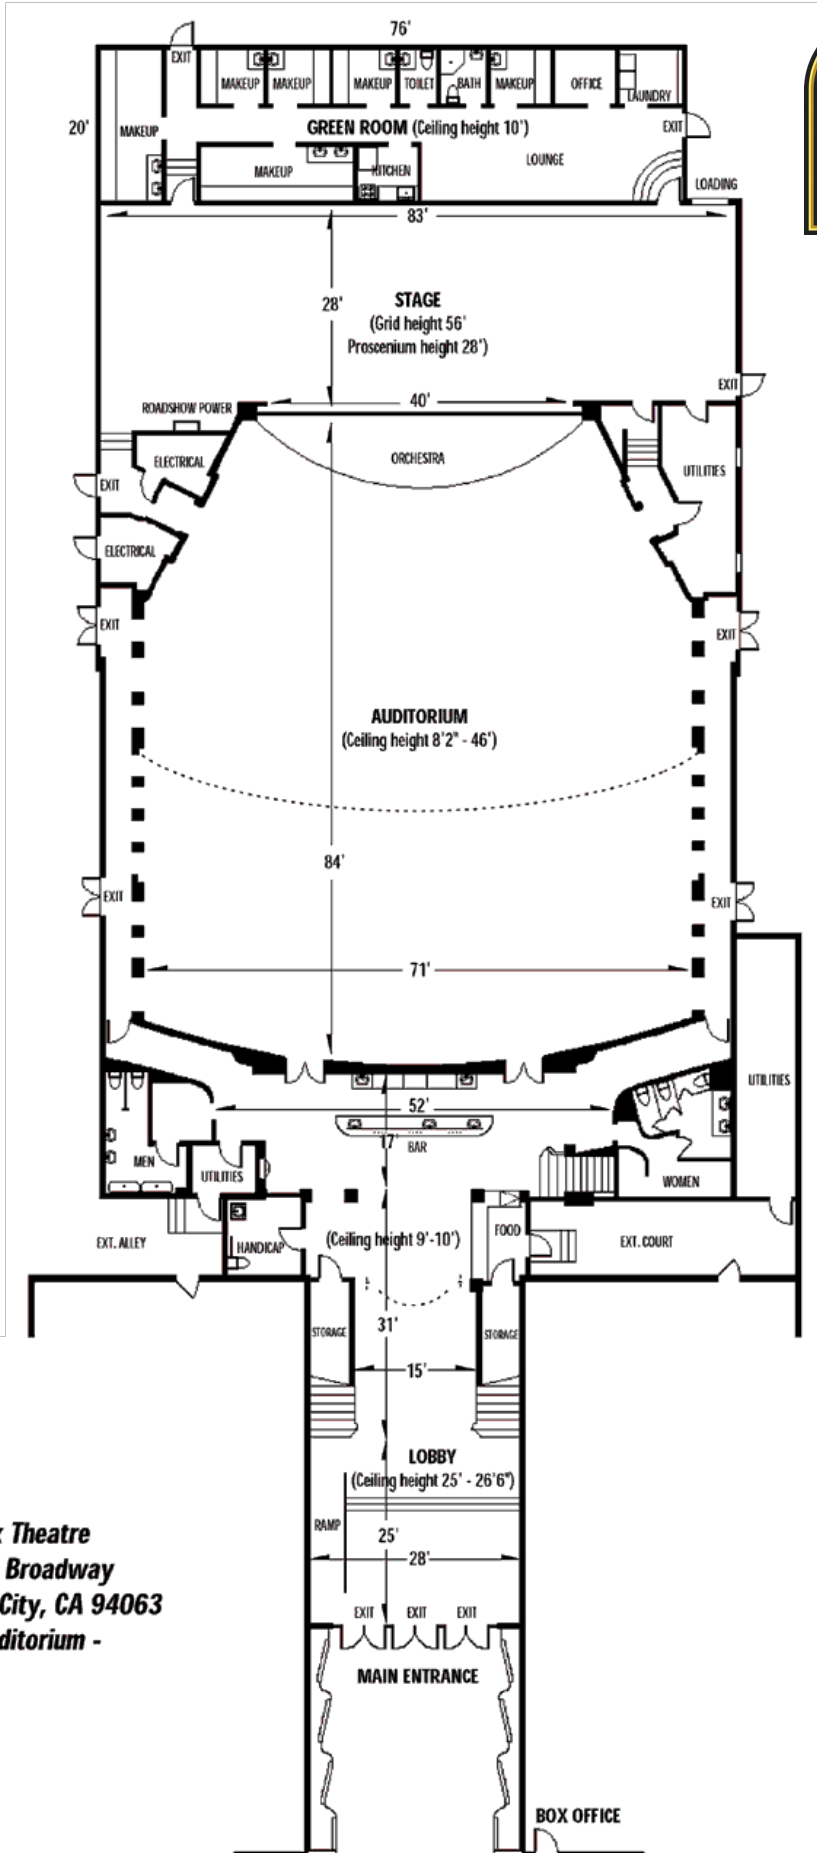 76'
EXIT
MAKEUP
MAKEUP
MAKEUP
TOILET
BATH
MAKEUP
OFFICE
LAUNDRY
20'
MAKEUP
GREEN ROOM (Ceiling height 10')
EXIT
MAKEUP
KITCHEN
LOUNGE
LOADING
83'
28'
STAGE
(Grid height 56'
Proscenium height 28')
EXIT
40'
ROADSHOW POWER
ORCHESTRA
ELECTRICAL
UTILITIES
EXIT
ELECTRICAL
EXIT
EXIT
AUDITORIUM
(Ceiling height 8'2" - 46')
84'
EXIT
EXIT
71'
UTILITIES
52'
17'
BAR
MEN
UTILITIES
WOMEN
EXT. ALLEY
HANDICAP
(Ceiling height 9'-10')
FOOD
EXT. COURT
31'
STORAGE
STORAGE
15'
LOBBY
(Ceiling height 25' - 26'6")
RAMP
25'
28'
Theatre
Broadway
City, CA 94063
ditorium -
EXIT
EXIT
EXIT
MAIN ENTRANCE
BOX OFFICE